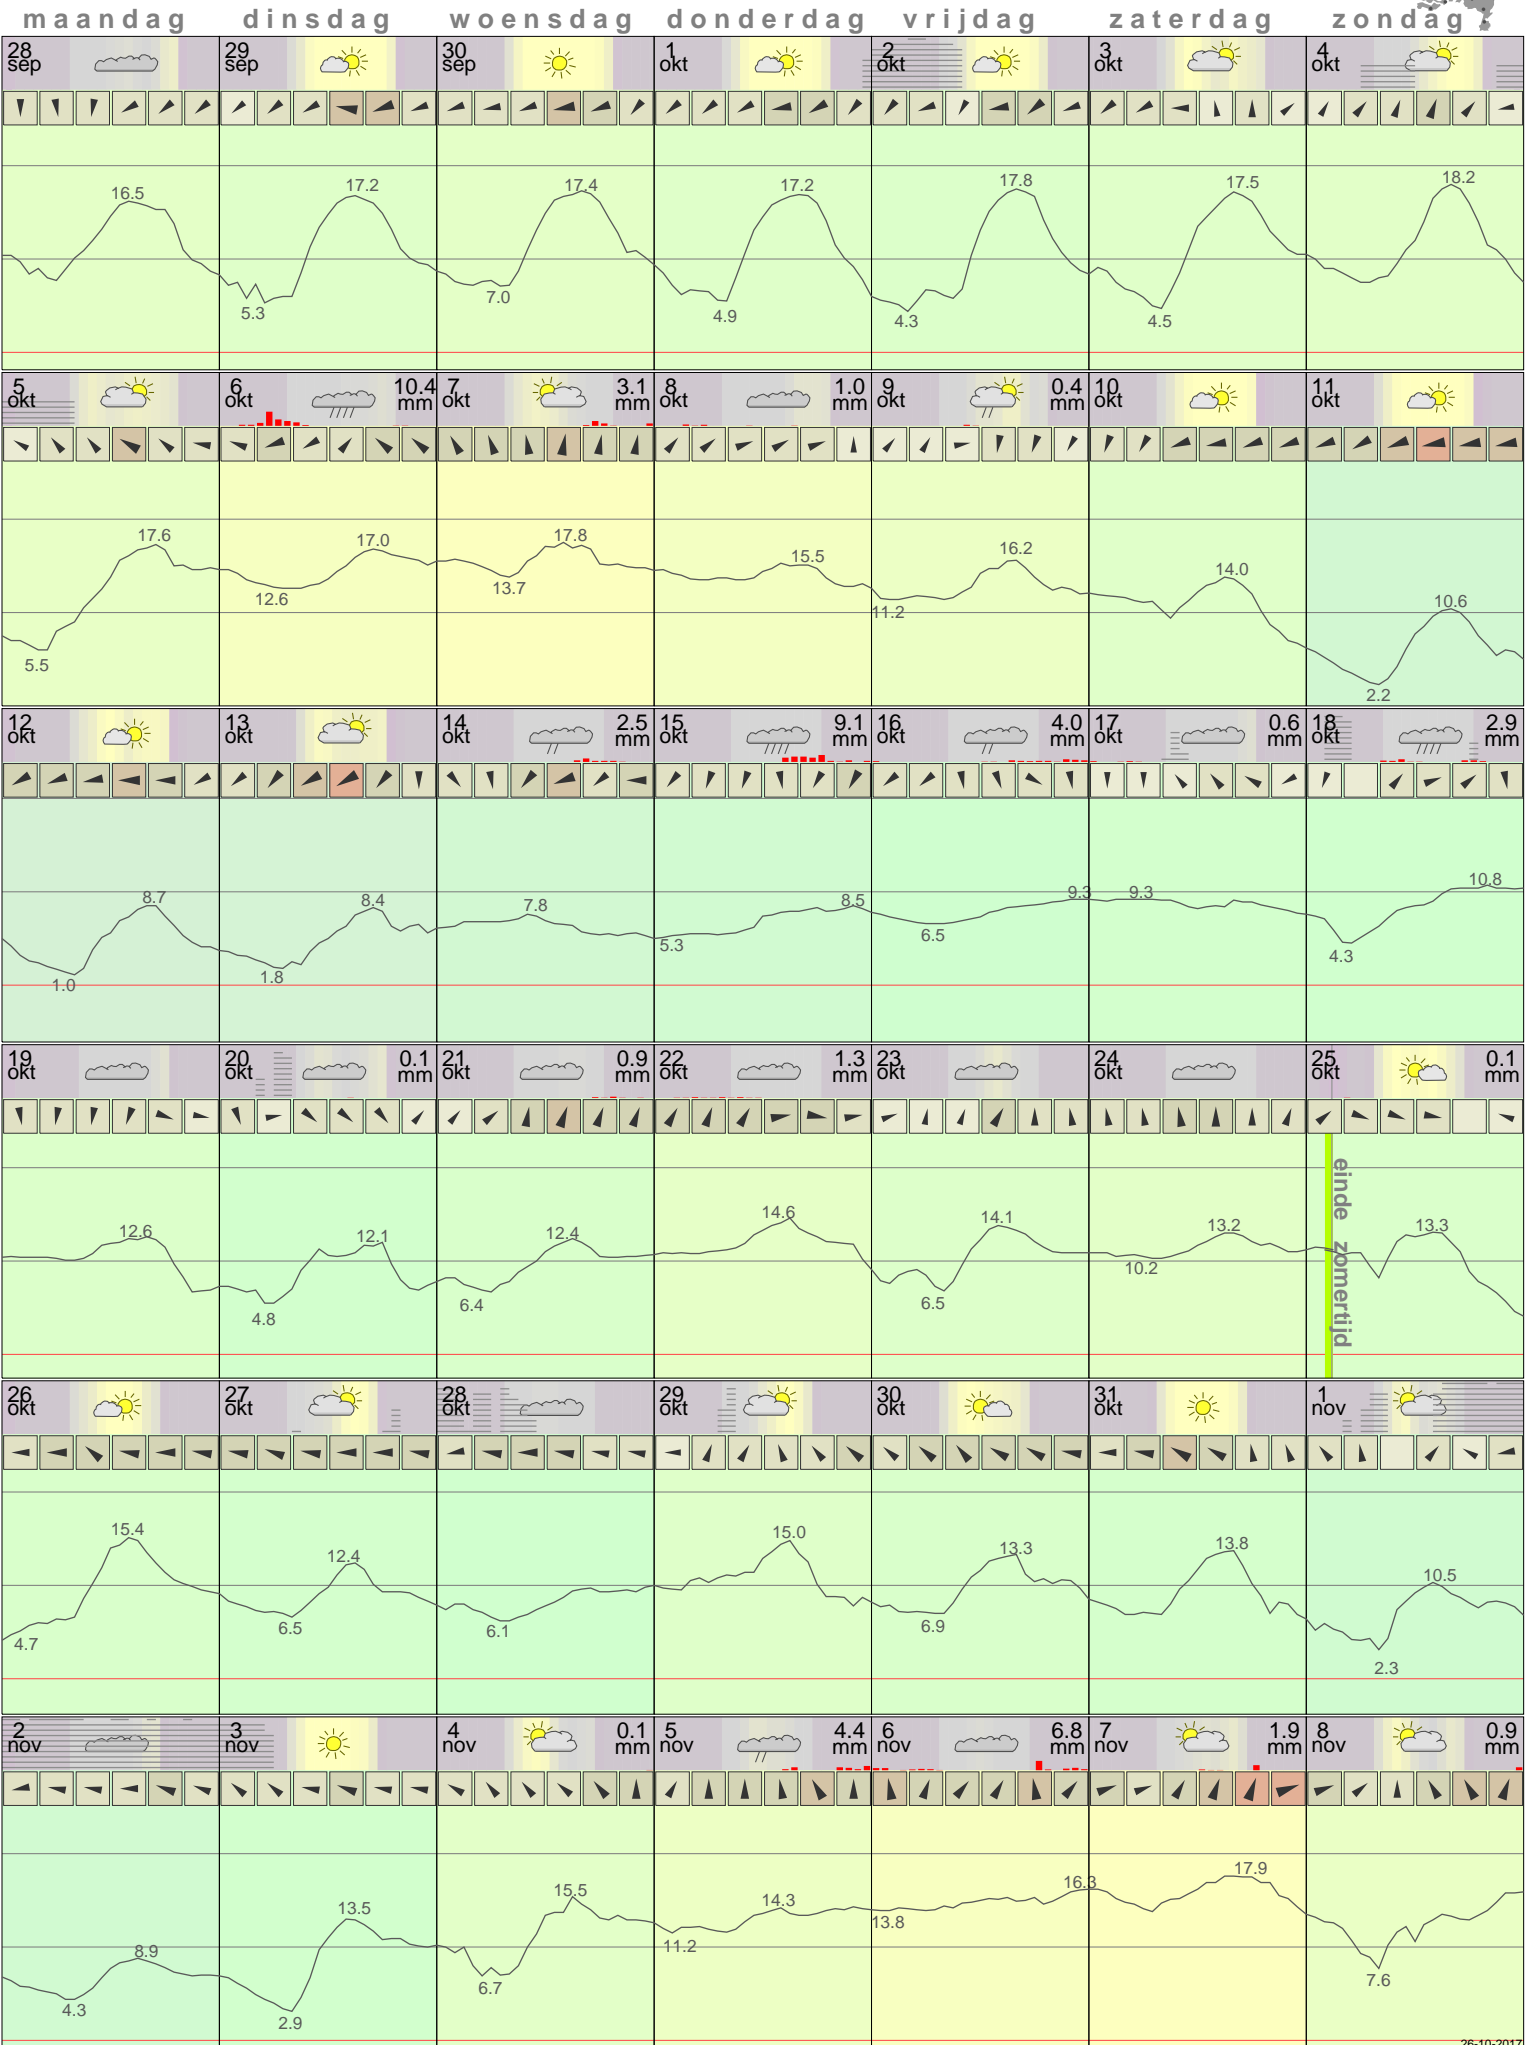 maandag dinsdag woensdag donderdag vrijdag zaterdag zondag
28 sep 29 sep 30 sep 1 okt 2 okt 3 okt 4 okt
16.5 17.2 17.4 17.2 17.8 17.5 18.2
5.3 7.0 4.9 4.3 4.5
5 okt 6 okt 10.4 mm 7 okt 3.1 mm 8 okt 1.0 mm 9 okt 0.4 mm 10 okt 11 okt
17.6 17.0 17.8 15.5 16.2 14.0 10.6
5.5 12.6 13.7 11.2 2.2
12 okt 13 okt 14 okt 2.5 mm 15 okt 9.1 mm 16 okt 4.0 mm 17 okt 0.6 mm 18 okt 2.9 mm
8.7 8.4 7.8 8.5 9.3 9.3 10.8
1.0 1.8 5.3 6.5 4.3
19 okt 20 okt 0.1 mm 21 okt 0.9 mm 22 okt 1.3 mm 23 okt 24 okt 25 okt 0.1 mm
12.6 12.1 12.4 14.6 14.1 13.2 13.3
4.8 6.4 6.5 10.2
einde zomertijd
26 okt 27 okt 28 okt 29 okt 30 okt 31 okt 1 nov
15.4 12.4 15.0 13.3 13.8 10.5
4.7 6.5 6.1 6.9 2.3
2 nov 3 nov 4 nov 0.1 mm 5 nov 4.4 mm 6 nov 6.8 mm 7 nov 1.9 mm 8 nov 0.9 mm
8.9 13.5 15.5 14.3 16.3 17.9
4.3 2.9 6.7 11.2 13.8 7.6
26-10-2017